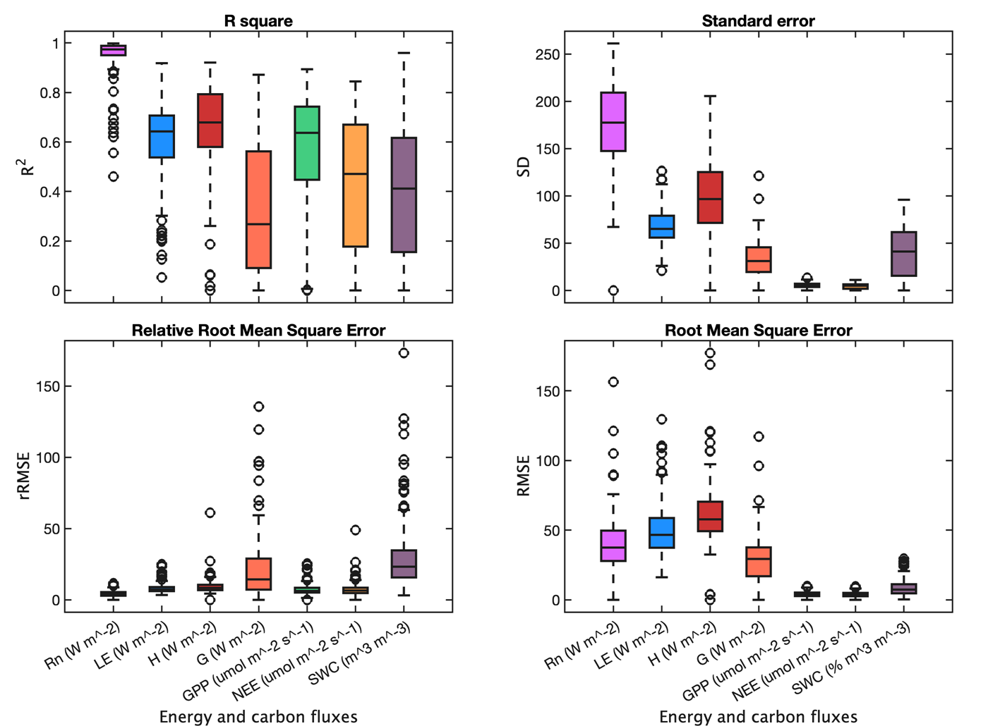 R square
R^2
1
0.8
0.6
0.4
0.2
0
Standard error
SD
250
200
150
100
50
0
Relative Root Mean Square Error
rRMSE
150
100
50
0
Rn (W m^-2)
LE (W m^-2)
H (W m^-2)
G (W m^-2)
GPP (umol m^-2 s^-1)
NEE (umol m^-2 s^-1)
SWC (m^3 m^-3)
Energy and carbon fluxes
Root Mean Square Error
RMSE
150
100
50
0
Rn (W m^-2)
LE (W m^-2)
H (W m^-2)
G (W m^-2)
GPP (umol m^-2 s^-1)
NEE (umol m^-2 s^-1)
SWC (% m^3 m^-3)
Energy and carbon fluxes